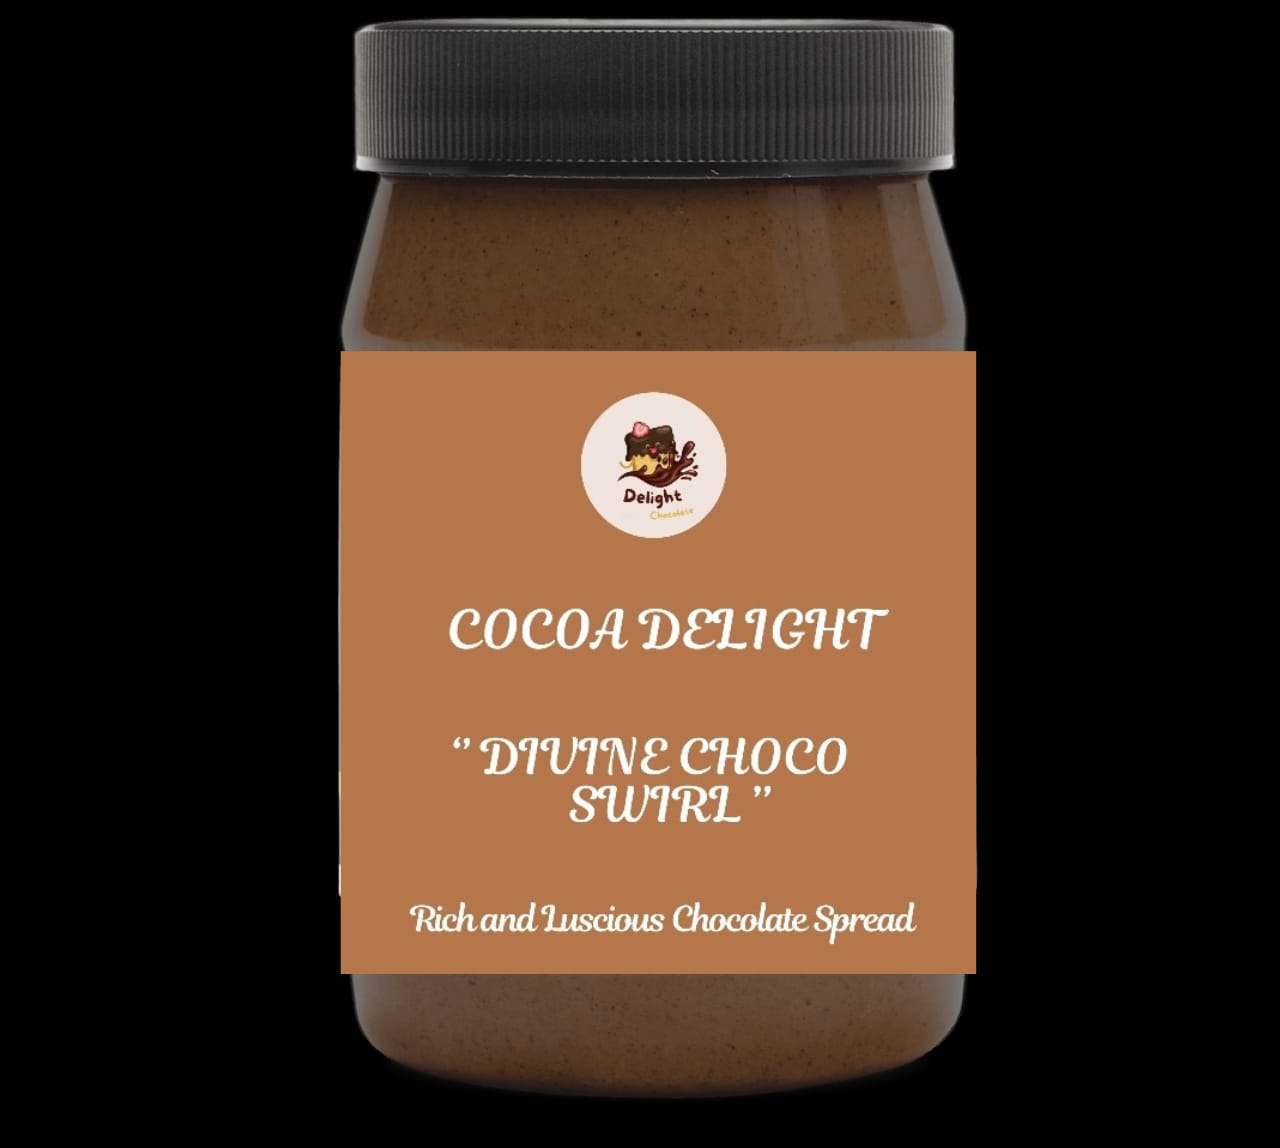 Delight
Chocolate
COCOA DELIGHT
“ DIVINE CHOCO
SWIRL ”
Rich and Luscious Chocolate Spread